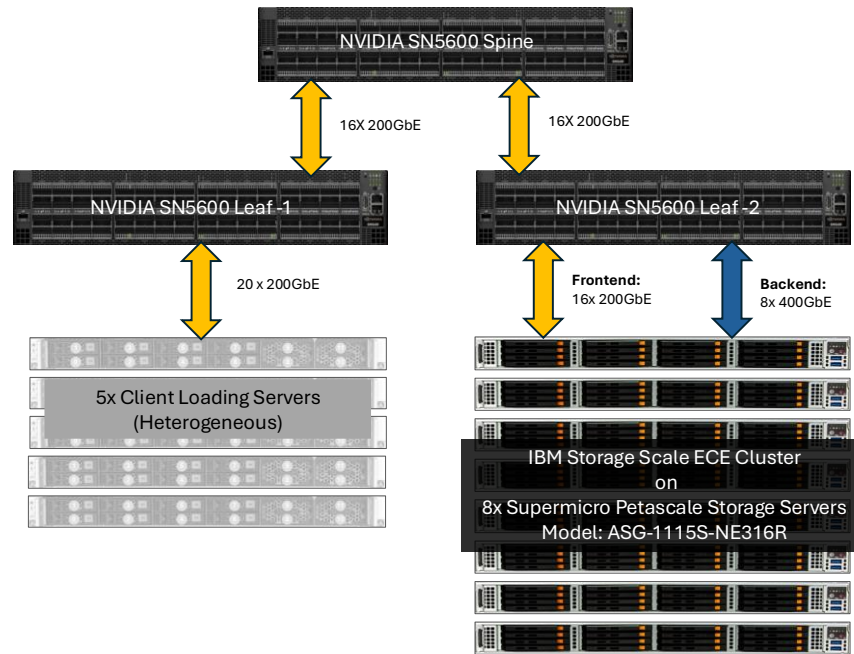 NVIDIA SN5600 Spine
16X 200GbE
16X 200GbE
NVIDIA SN5600 Leaf -1
NVIDIA SN5600 Leaf -2
20 x 200GbE
Frontend:
16x 200GbE
Backend:
8x 400GbE
5x Client Loading Servers
(Heterogeneous)
IBM Storage Scale ECE Cluster
on
8x Supermicro Petascale Storage Servers
Model: ASG-1115S-NE316R